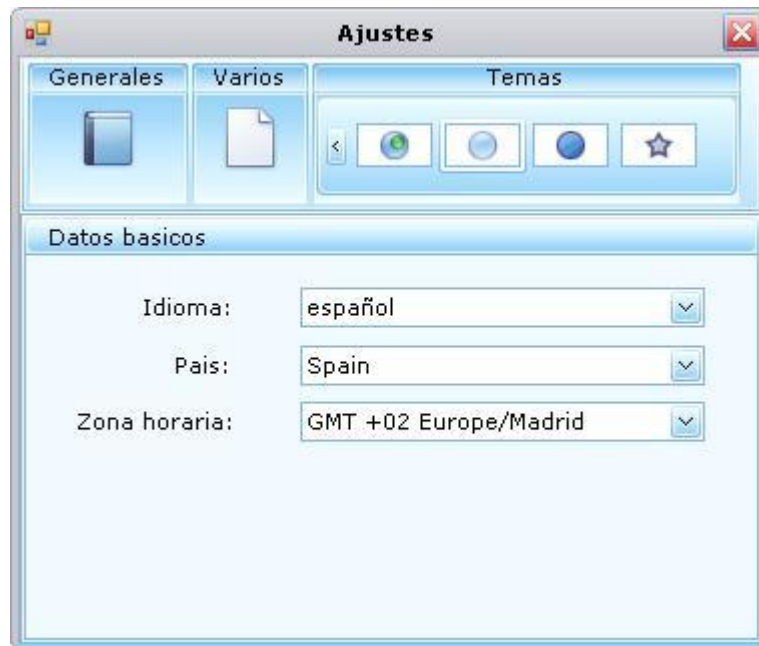 Ajustes
Generales
Varios
Temas
Datos basicos
Idioma:
español
Pais:
Spain
Zona horaria:
GMT +02 Europe/Madrid